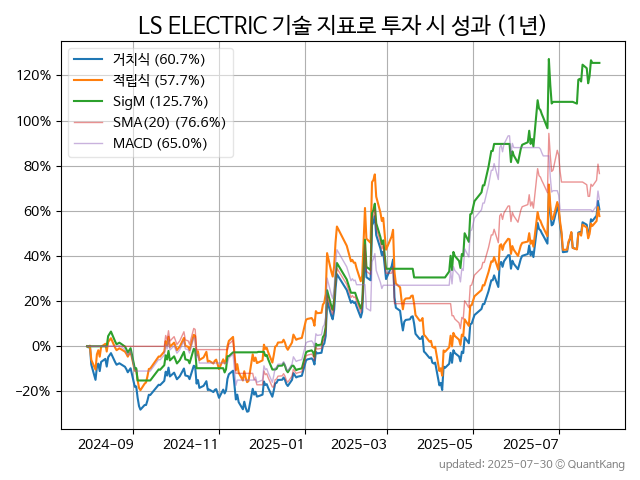 LS ELECTRIC 기술 지표로 투자 시 성과 (1년)
거치식 (60.7%)
적립식 (57.7%)
SigM (125.7%)
SMA(20) (76.6%)
MACD (65.0%)
120%
100%
80%
60%
40%
20%
0%
−20%
2024-09 2024-11 2025-01 2025-03 2025-05 2025-07
updated: 2025-07-30 © QuantKang